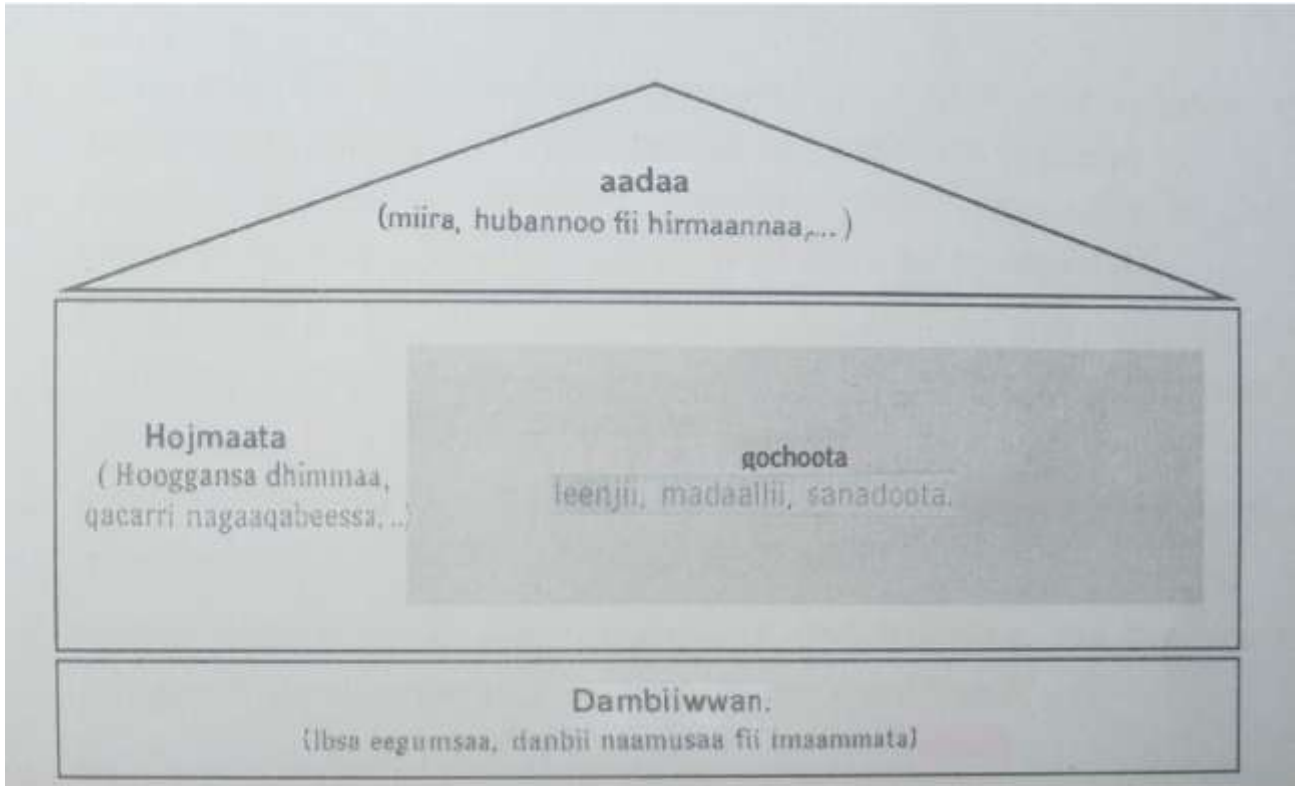 aadaa
(miira, hubannoo fii hirmaannaa,...)
Hojmaata
( Hooggansa dhimmaa,
qacarri nagaaqabeessa,..)
gochoota
leenjii, madaallii, sanadoota.
Dambiiwwan.
(Ibsa eegumsaa, danbii naamusaa fii imaammata)